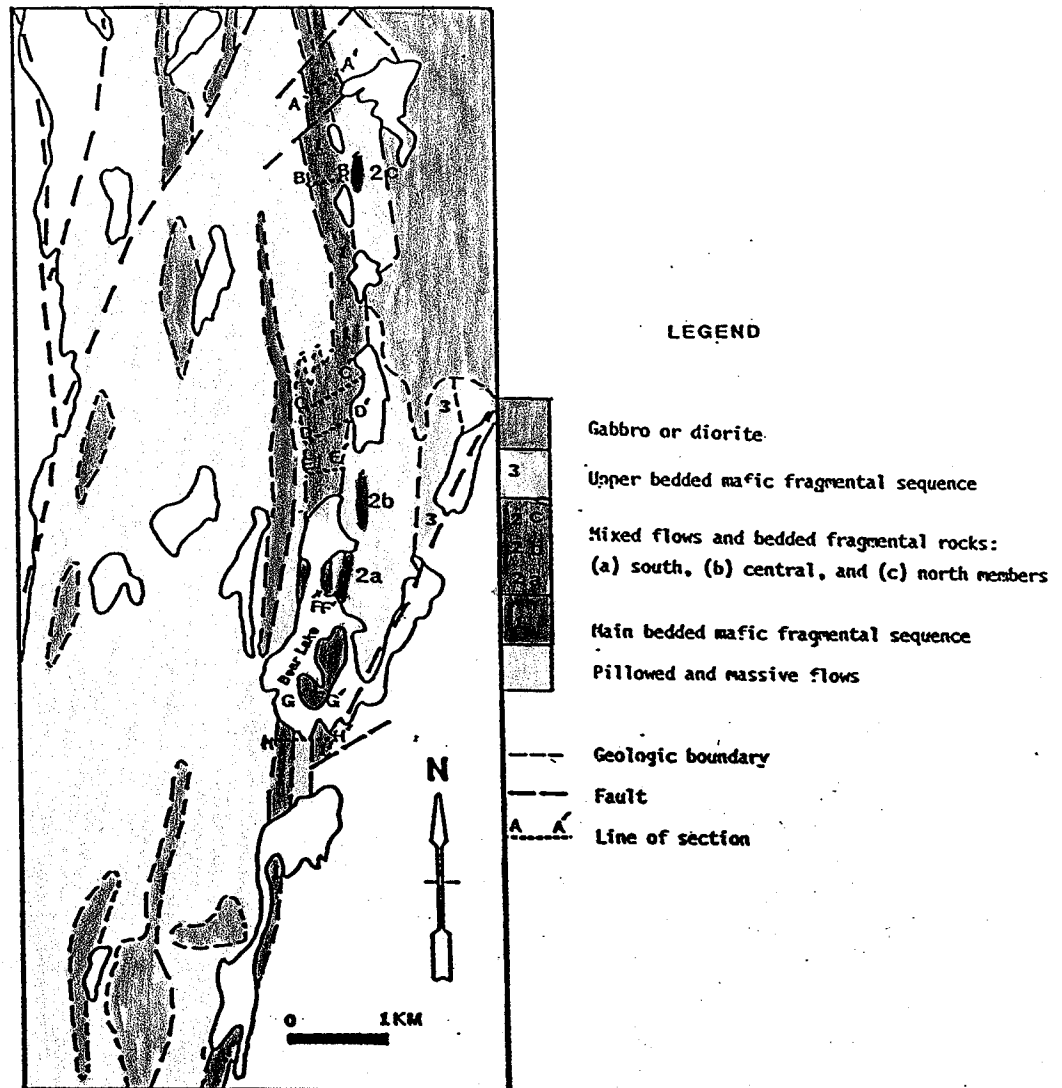 A A'
B B' 2C
C C'
3
D D'
E E'
2b
3
2a
F F'
Bear Lake
G G'
H H'
N
0 1KM
LEGEND
Gabbro or diorite
3
Upper bedded mafic fragmental sequence
Mixed flows and bedded fragmental rocks:
(a) south, (b) central, and (c) north members
Main bedded mafic fragmental sequence
Pillowed and massive flows
Geologic boundary
Fault
A A'
Line of section